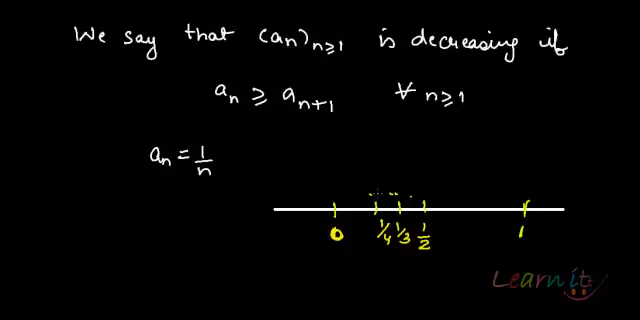 We say that (an)n≥1 is decreasing if
an ≥ an+1 ∀ n≥1
an = 1/n
0 1/4 1/3 1/2 1
Learnit